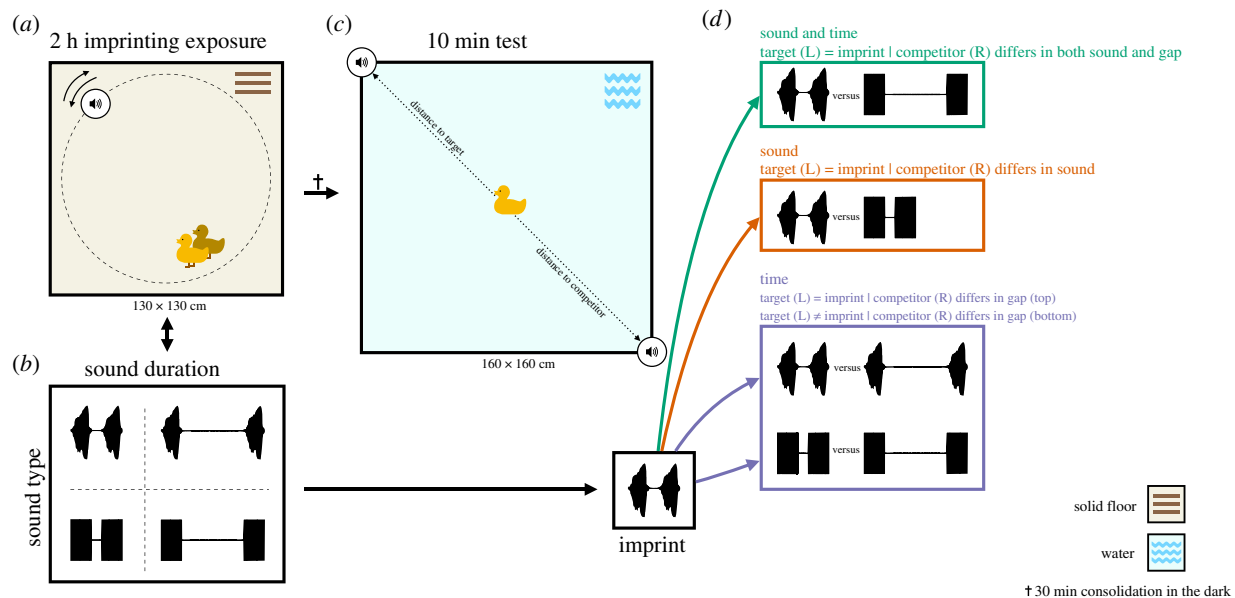 (a)
2 h imprinting exposure
130 × 130 cm
(b)
sound duration
sound type
(c)
10 min test
distance to target
distance to competitor
160 × 160 cm
†
imprint
(d)
sound and time
target (L) = imprint | competitor (R) differs in both sound and gap
versus
sound
target (L) = imprint | competitor (R) differs in sound
versus
time
target (L) = imprint | competitor (R) differs in gap (top)
target (L) ≠ imprint | competitor (R) differs in gap (bottom)
versus
versus
solid floor
water
†30 min consolidation in the dark